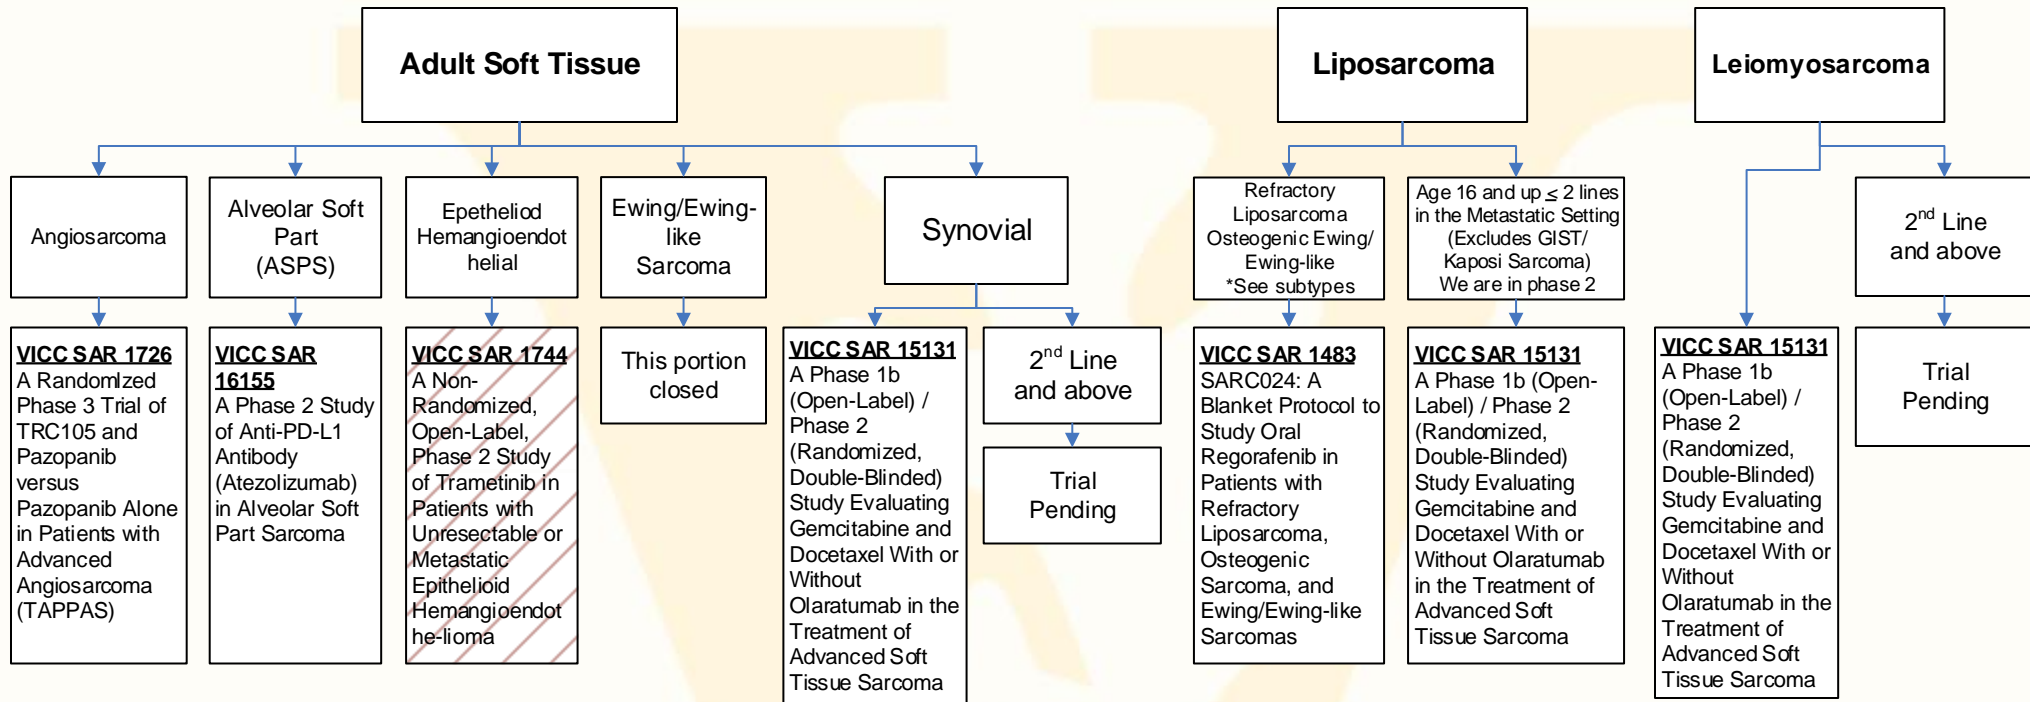 Adult Soft Tissue
Liposarcoma
Leiomyosarcoma
Angiosarcoma
Alveolar Soft
Part
(ASPS)
Epetheliod
Hemangioendot
helial
Ewing/Ewing-
like
Sarcoma
Synovial
Refractory
Liposarcoma
Osteogenic Ewing/
Ewing-like
*See subtypes
Age 16 and up ≤ 2 lines
in the Metastatic Setting
(Excludes GIST/
Kaposi Sarcoma)
We are in phase 2
2nd Line
and above
VICC SAR 1726
A Randomized
Phase 3 Trial of
TRC105 and
Pazopanib
versus
Pazopanib Alone
in Patients with
Advanced
Angiosarcoma
(TAPPAS)
VICC SAR
16155
A Phase 2 Study
of Anti-PD-L1
Antibody
(Atezolizumab)
in Alveolar Soft
Part Sarcoma
VICC SAR 1744
A Non-
Randomized,
Open-Label,
Phase 2 Study
of Trametinib in
Patients with
Unresectable or
Metastatic
Epithelioid
Hemangioendot
he-lioma
This portion
closed
VICC SAR 15131
A Phase 1b
(Open-Label) /
Phase 2
(Randomized,
Double-Blinded)
Study Evaluating
Gemcitabine and
Docetaxel With or
Without
Olaratumab in the
Treatment of
Advanced Soft
Tissue Sarcoma
2nd Line
and above
Trial
Pending
VICC SAR 1483
SARC024: A
Blanket Protocol to
Study Oral
Regorafenib in
Patients with
Refractory
Liposarcoma,
Osteogenic
Sarcoma, and
Ewing/Ewing-like
Sarcomas
VICC SAR 15131
A Phase 1b (Open-
Label) / Phase 2
(Randomized,
Double-Blinded)
Study Evaluating
Gemcitabine and
Docetaxel With or
Without Olaratumab
in the Treatment of
Advanced Soft
Tissue Sarcoma
VICC SAR 15131
A Phase 1b
(Open-Label) /
Phase 2
(Randomized,
Double-Blinded)
Study Evaluating
Gemcitabine and
Docetaxel With or
Without
Olaratumab in the
Treatment of
Advanced Soft
Tissue Sarcoma
Trial
Pending